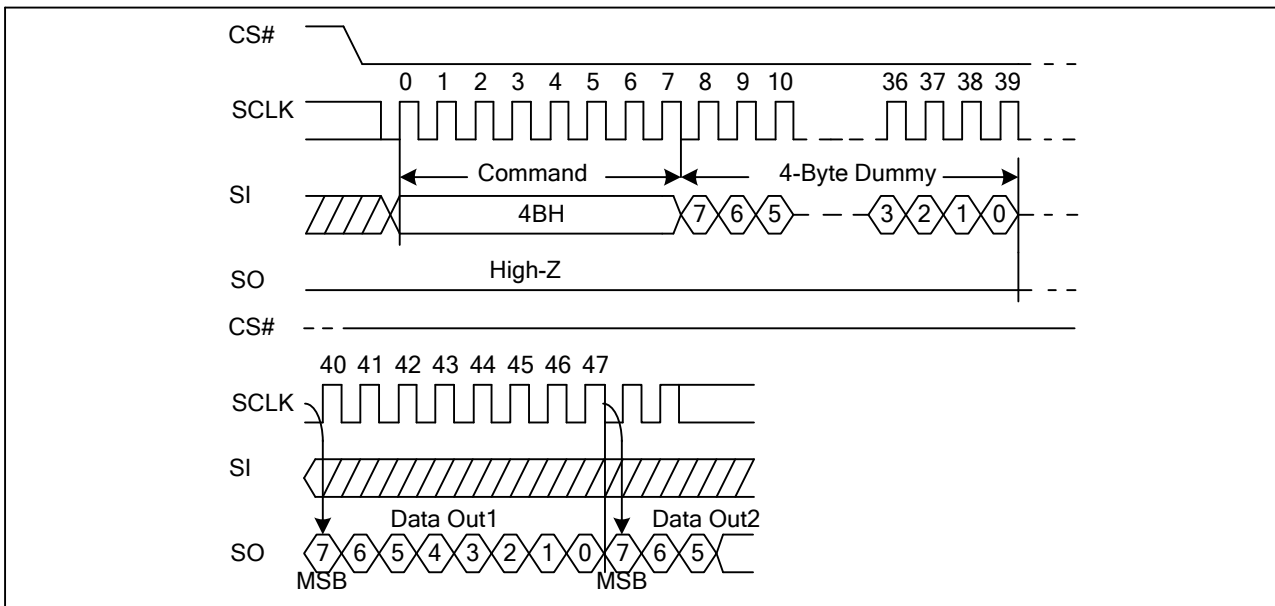 CS#
0 1 2 3 4 5 6 7 8 9 10 36 37 38 39
SCLK
Command 4-Byte Dummy
SI
4BH 7 6 5 3 2 1 0
High-Z
SO
CS#
40 41 42 43 44 45 46 47
SCLK
SI
Data Out1 Data Out2
SO 7 6 5 4 3 2 1 0 7 6 5
MSB MSB